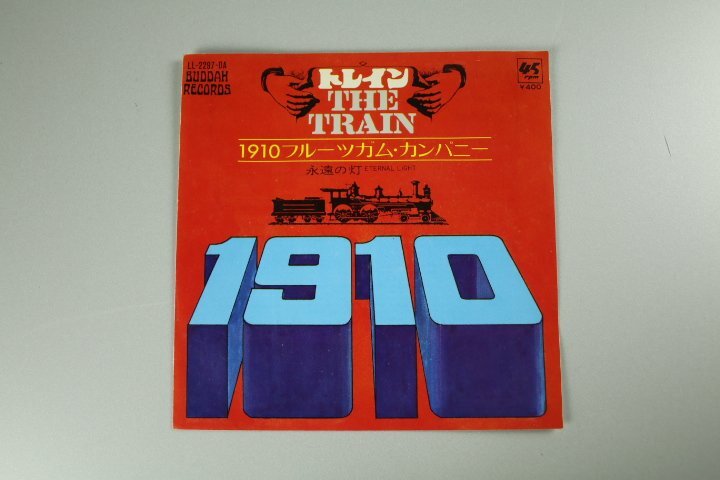 LL-2297-DA
BUDDAH
RECORDS
45
rpm
¥400
トレイン
THE
TRAIN
1910フルーツガム・カンパニー
永遠の灯 ETERNAL LIGHT
1910